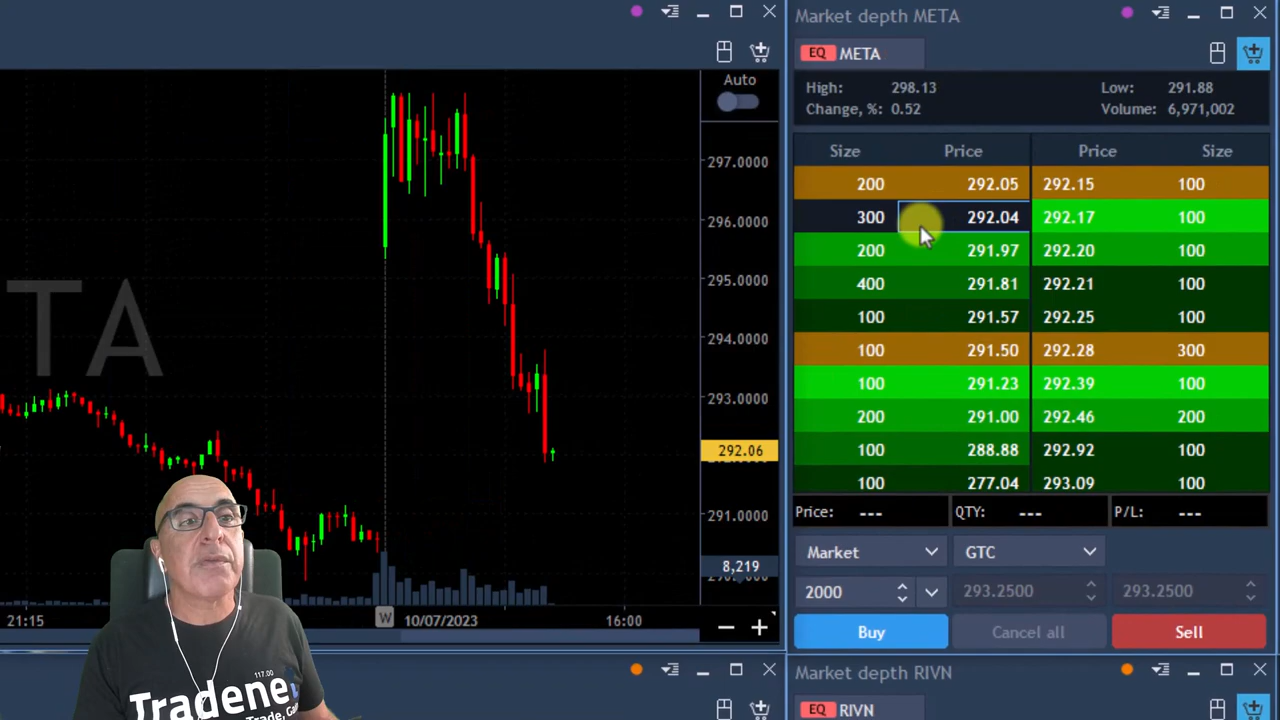 Auto
297.0000
296.0000
295.0000
294.0000
293.0000
292.06
291.0000
8,219
TA
21:15
W
10/07/2023
16:00
117.00
Tradene
Trade, Ga
Market depth META
EQ META
High: 298.13 Low: 291.88
Change, %: 0.52 Volume: 6,971,002
Size Price Price Size
200 292.05 292.15 100
300 292.04 292.17 100
200 291.97 292.20 100
400 291.81 292.21 100
100 291.57 292.25 100
100 291.50 292.28 300
100 291.23 292.39 100
200 291.00 292.46 200
100 288.88 292.92 100
100 277.04 293.09 100
Price: --- QTY: --- P/L: ---
Market GTC
2000 293.2500 293.2500
Buy Cancel all Sell
Market depth RIVN
EQ RIVN